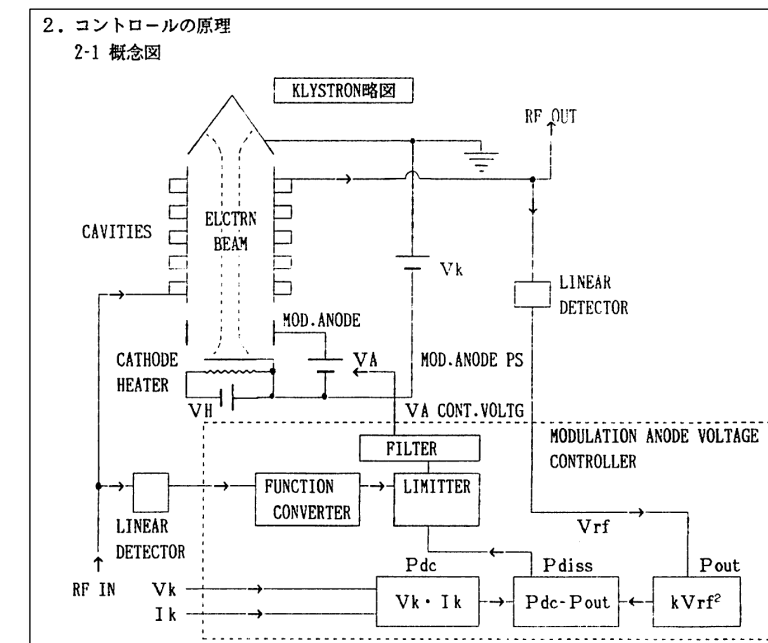 2. コントロールの原理
2-1 概念図
KLYSTRON略図
RF OUT
CAVITIES
ELCTRN
BEAM
Vk
LINEAR
DETECTOR
MOD.ANODE
CATHODE
HEATER
VA
MOD.ANODE PS
VH
VA CONT.VOLTG
FILTER
MODULATION ANODE VOLTAGE
CONTROLLER
FUNCTION
CONVERTER
LIMITTER
LINEAR
DETECTOR
Vrf
RF IN
Vk
Ik
Pdc
Vk・Ik
Pdiss
Pdc-Pout
Pout
kVrf²